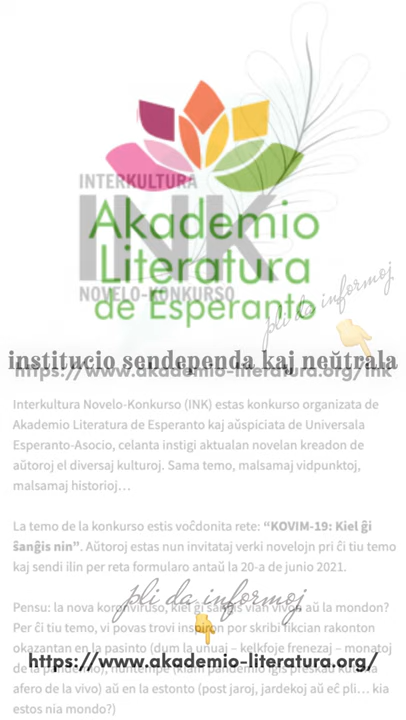 INTERKULTURA
Akademio
INK
Literatura
NOVELO-KONKURSO
de Esperanto
pli da informoj
institucio sendependa kaj neŭtrala
https://www.akademio-literatura.org/ink
Interkultura Novelo-Konkurso (INK) estas konkurso organizata de
Akademio Literatura de Esperanto kaj aŭspiciata de Universala
Esperanto-Asocio, celanta instigi aktualan novelan kreadon de
aŭtoroj el diversaj kulturoj. Sama temo, malsamaj vidpunktoj,
malsamaj historioj...
La temo de la konkurso estis voĉdonita rete: “KOVIM-19: Kiel ĝi
ŝanĝis nin”. Aŭtoroj estas nun invitataj verki novelojn pri ĉi tiu temo
kaj sendi ilin per reta formularo antaŭ la 20-a de junio 2021.
pli da informoj
Pensu: la nova koronviruso, kiel ĝi ŝanĝis vian vivon aŭ la mondon?
Per ĉi tiu temo, vi povas trovi inspiron por skribi fikcian rakonton
okazantan en la pasinto (dum la unuaj – kelkfoje frenezaj – monatoj
https://www.akademio-literatura.org/
de la pandemio), nuntempe (kiam pandemio iĝis preskaŭ kutima
afero de la vivo) aŭ en la estonto (post jaroj, jardekoj aŭ eĉ pli... kia
estos nia mondo?)